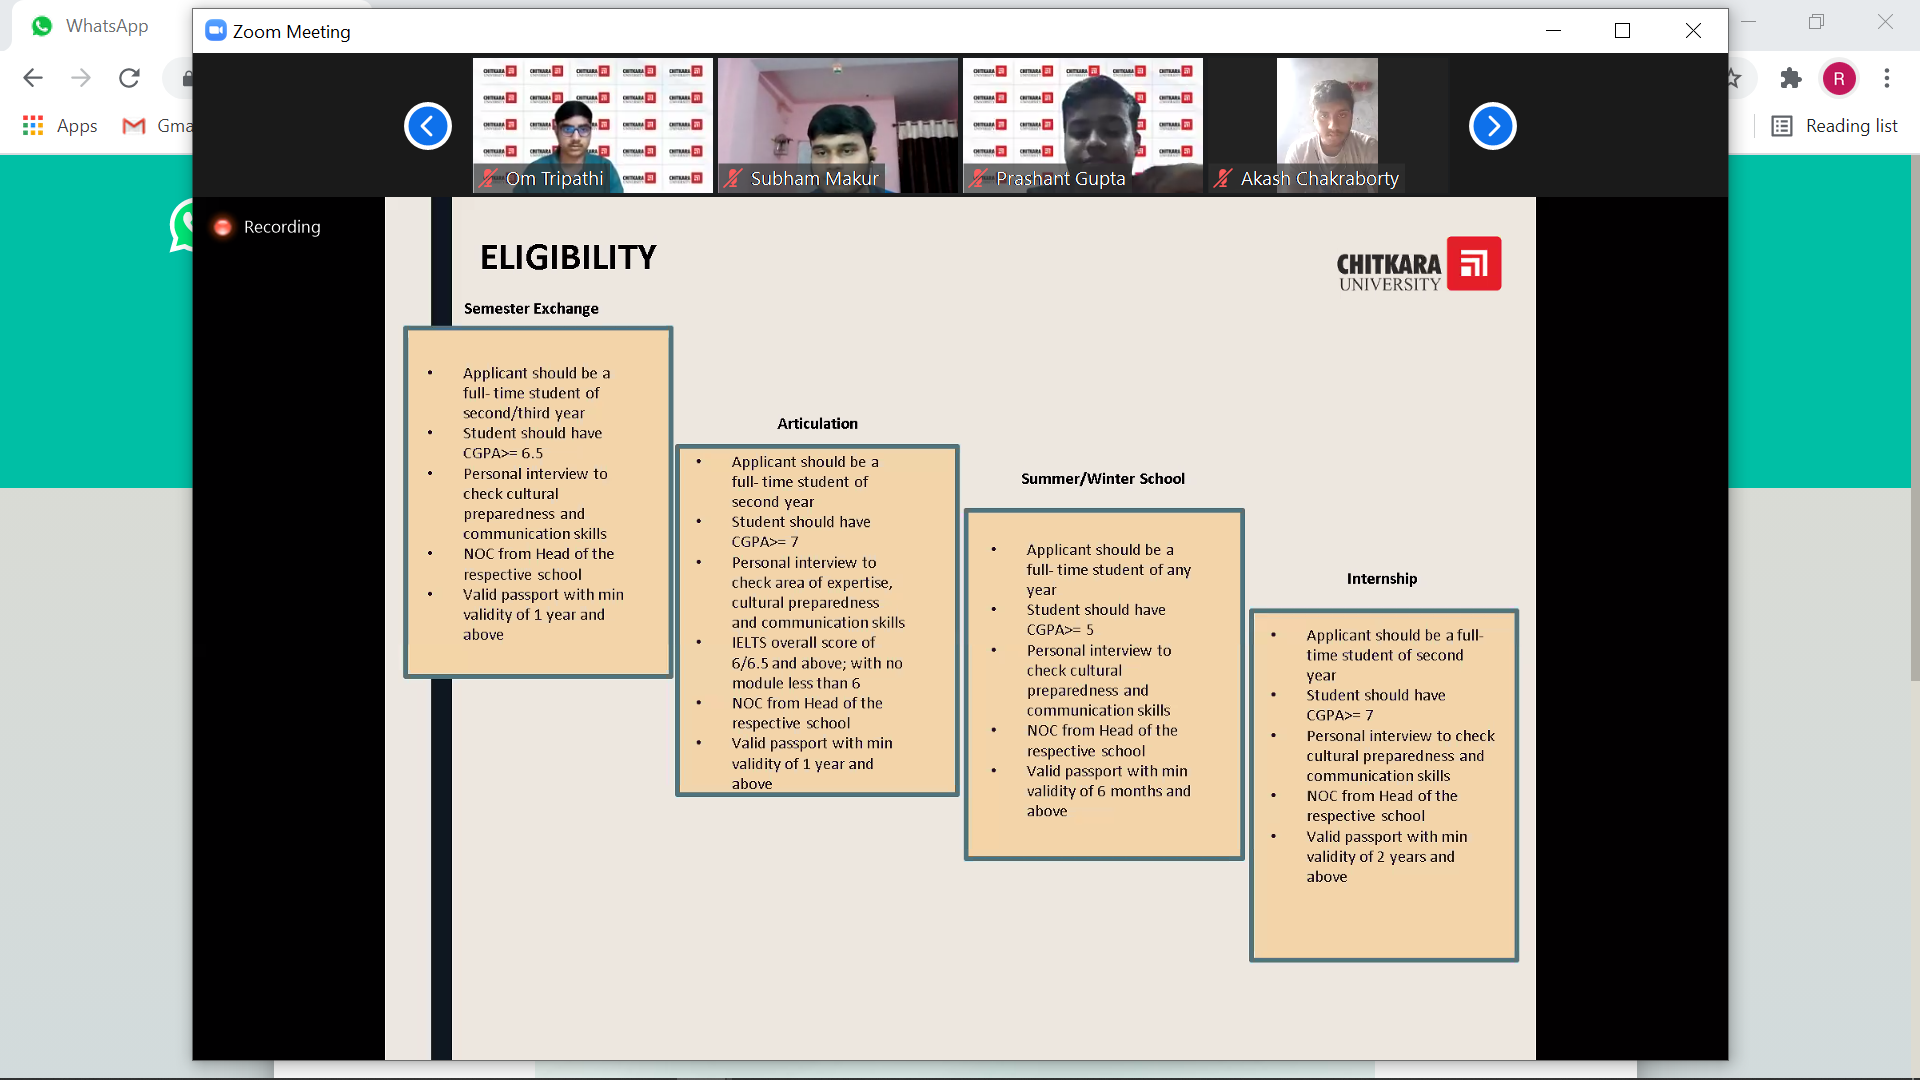 WhatsApp
Zoom Meeting
Apps
Gma
Reading list
R
Om Tripathi
Subham Makur
Prashant Gupta
Akash Chakraborty
Recording
ELIGIBILITY
CHITKARA
UNIVERSITY
Semester Exchange
• Applicant should be a
full- time student of
second/third year
• Student should have
CGPA>= 6.5
• Personal interview to
check cultural
preparedness and
communication skills
• NOC from Head of the
respective school
• Valid passport with min
validity of 1 year and
above
Articulation
• Applicant should be a
full- time student of
second year
• Student should have
CGPA>= 7
• Personal interview to
check area of expertise,
cultural preparedness
and communication skills
• IELTS overall score of
6/6.5 and above; with no
module less than 6
• NOC from Head of the
respective school
• Valid passport with min
validity of 1 year and
above
Summer/Winter School
• Applicant should be a
full- time student of any
year
• Student should have
CGPA>= 5
• Personal interview to
check cultural
preparedness and
communication skills
• NOC from Head of the
respective school
• Valid passport with min
validity of 6 months and
above
Internship
• Applicant should be a full-
time student of second
year
• Student should have
CGPA>= 7
• Personal interview to check
cultural preparedness and
communication skills
• NOC from Head of the
respective school
• Valid passport with min
validity of 2 years and
above